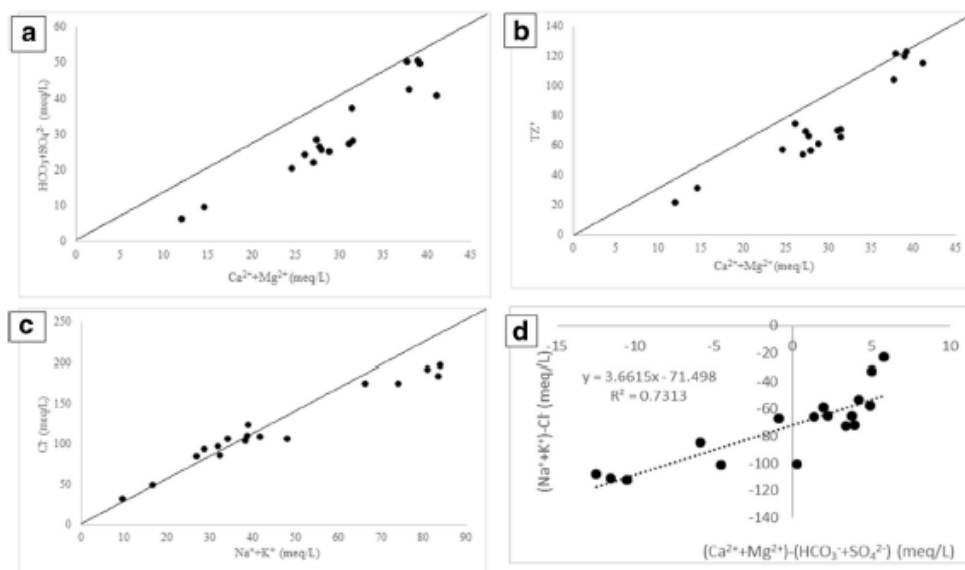 a
60
50
40
30
20
10
0
HCO₃+SO₄²⁻ (meq/L)
0 5 10 15 20 25 30 35 40 45
Ca²⁺+Mg²⁺ (meq/L)
b
140
120
100
80
60
40
20
0
TZ⁺
0 5 10 15 20 25 30 35 40 45
Ca²⁺+Mg²⁺ (meq/L)
c
250
200
150
100
50
0
Cl⁻ (meq/L)
0 10 20 30 40 50 60 70 80 90
Na⁺+K⁺ (meq/L)
d
-15 -10 -5 0 5 10
0
-20
-40
-60
-80
-100
-120
-140
y = 3.6615x - 71.498
R² = 0.7313
(Na⁺+K⁺)-Cl⁻ (meq/L)
(Ca²⁺+Mg²⁺)-(HCO₃⁻+SO₄²⁻) (meq/L)